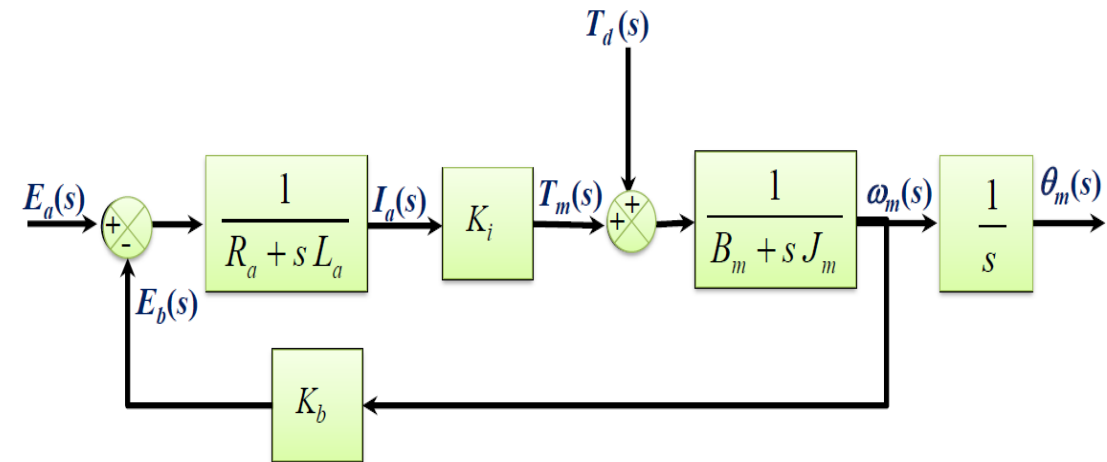 T_d(s)
E_a(s)
+
-
1
R_a + s L_a
I_a(s)
K_i
T_m(s)
+
+
1
B_m + s J_m
ω_m(s)
1
s
θ_m(s)
E_b(s)
K_b